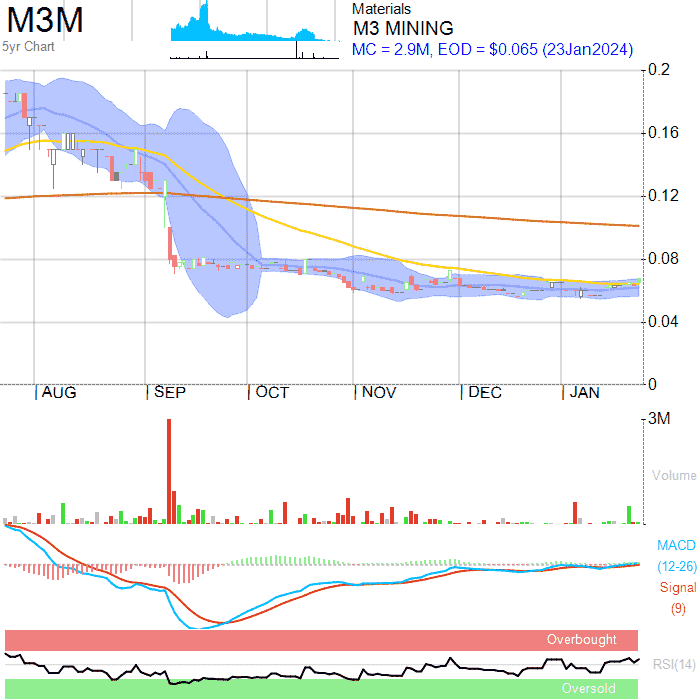 M3M
5yr Chart
Materials
M3 MINING
MC = 2.9M, EOD = $0.065 (23Jan2024)
0.2
0.16
0.12
0.08
0.04
0
AUG SEP OCT NOV DEC JAN
3M
Volume
MACD
(12-26)
Signal
(9)
Overbought
RSI(14)
Oversold